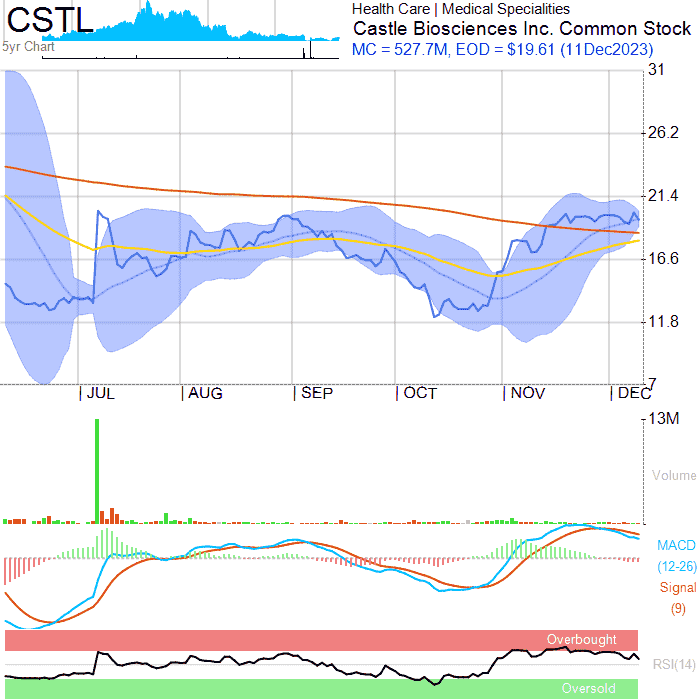 CSTL
5yr Chart
Health Care | Medical Specialities
Castle Biosciences Inc. Common Stock
MC = 527.7M, EOD = $19.61 (11Dec2023)
31
26.2
21.4
16.6
11.8
7
JUL AUG SEP OCT NOV DEC
13M
Volume
MACD
(12-26)
Signal
(9)
Overbought
RSI(14)
Oversold